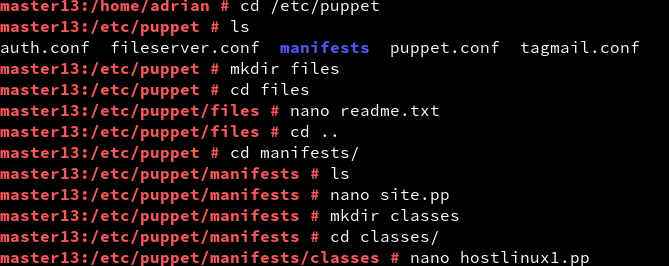 master13:/home/adrian # cd /etc/puppet
master13:/etc/puppet # ls
auth.conf  fileserver.conf  manifests  puppet.conf  tagmail.conf
master13:/etc/puppet # mkdir files
master13:/etc/puppet # cd files
master13:/etc/puppet/files # nano readme.txt
master13:/etc/puppet/files # cd ..
master13:/etc/puppet # cd manifests/
master13:/etc/puppet/manifests # ls
master13:/etc/puppet/manifests # nano site.pp
master13:/etc/puppet/manifests # mkdir classes
master13:/etc/puppet/manifests # cd classes/
master13:/etc/puppet/manifests/classes # nano hostlinux1.pp